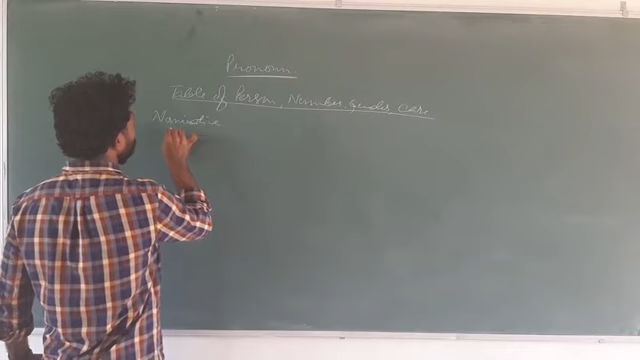 Pronoun
Table of Person, Number, Gender, Case
Nominative